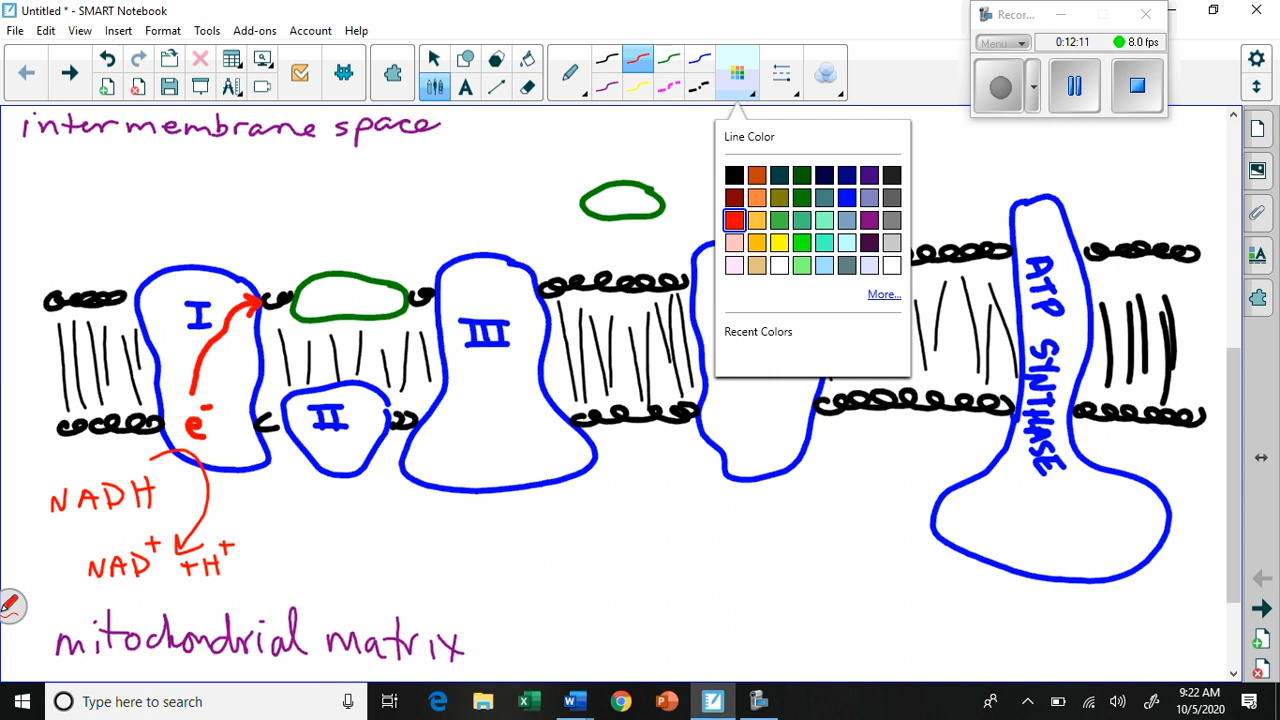 Untitled * - SMART Notebook
File Edit View Insert Format Tools Add-ons Account Help
Recor...
Menu 0:12:11 8.0 fps
Line Color
More...
Recent Colors
intermembrane space
I
II
III
ATP SYNTHASE
e-
NADH
NAD+ +H+
mitochondrial matrix
Type here to search
9:22 AM
10/5/2020